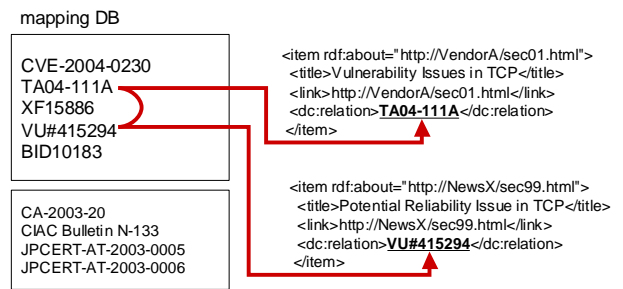 mapping DB
CVE-2004-0230
TA04-111A
XF15886
VU#415294
BID10183
CA-2003-20
CIAC Bulletin N-133
JPCERT-AT-2003-0005
JPCERT-AT-2003-0006
<item rdf:about="http://VendorA/sec01.html">
<title>Vulnerability Issues in TCP</title>
<link>http://VendorA/sec01.html</link>
<dc:relation>TA04-111A</dc:relation>
</item>
<item rdf:about="http://NewsX/sec99.html">
<title>Potential Reliability Issue in TCP</title>
<link>http://NewsX/sec99.html</link>
<dc:relation>VU#415294</dc:relation>
</item>